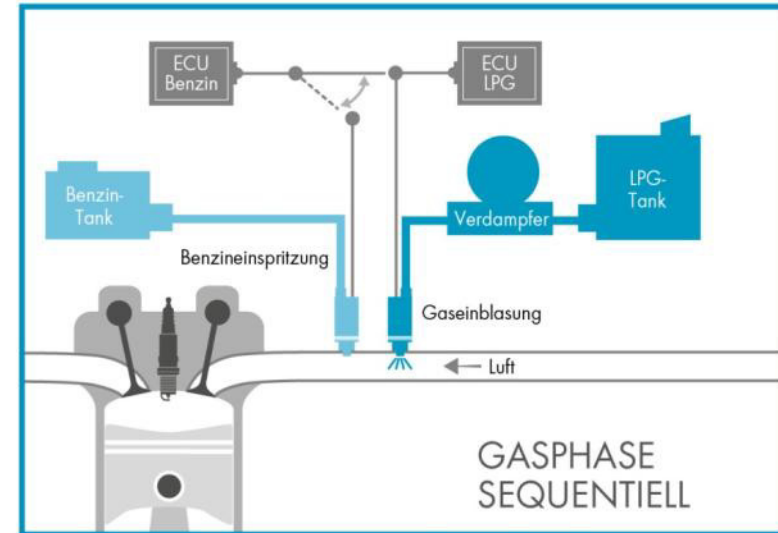 ECU
Benzin
ECU
LPG
Benzin-
Tank
LPG-
Tank
Verdampfer
Benzineinspritzung
Gaseinblasung
Luft
GASPHASE
SEQUENTIELL